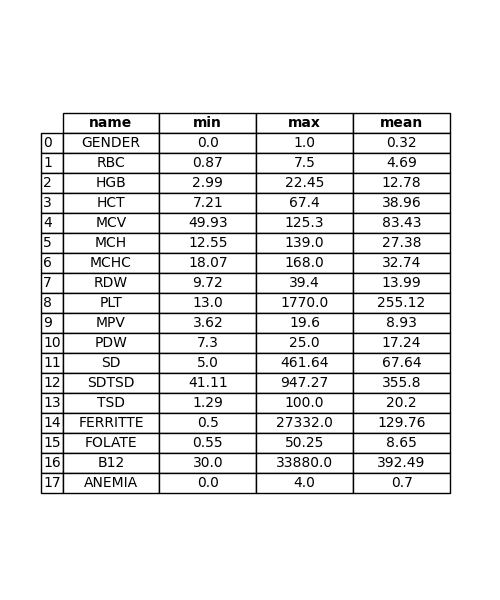 name min max mean
0 GENDER 0.0 1.0 0.32
1 RBC 0.87 7.5 4.69
2 HGB 2.99 22.45 12.78
3 HCT 7.21 67.4 38.96
4 MCV 49.93 125.3 83.43
5 MCH 12.55 139.0 27.38
6 MCHC 18.07 168.0 32.74
7 RDW 9.72 39.4 13.99
8 PLT 13.0 1770.0 255.12
9 MPV 3.62 19.6 8.93
10 PDW 7.3 25.0 17.24
11 SD 5.0 461.64 67.64
12 SDTSD 41.11 947.27 355.8
13 TSD 1.29 100.0 20.2
14 FERRITTE 0.5 27332.0 129.76
15 FOLATE 0.55 50.25 8.65
16 B12 30.0 33880.0 392.49
17 ANEMIA 0.0 4.0 0.7